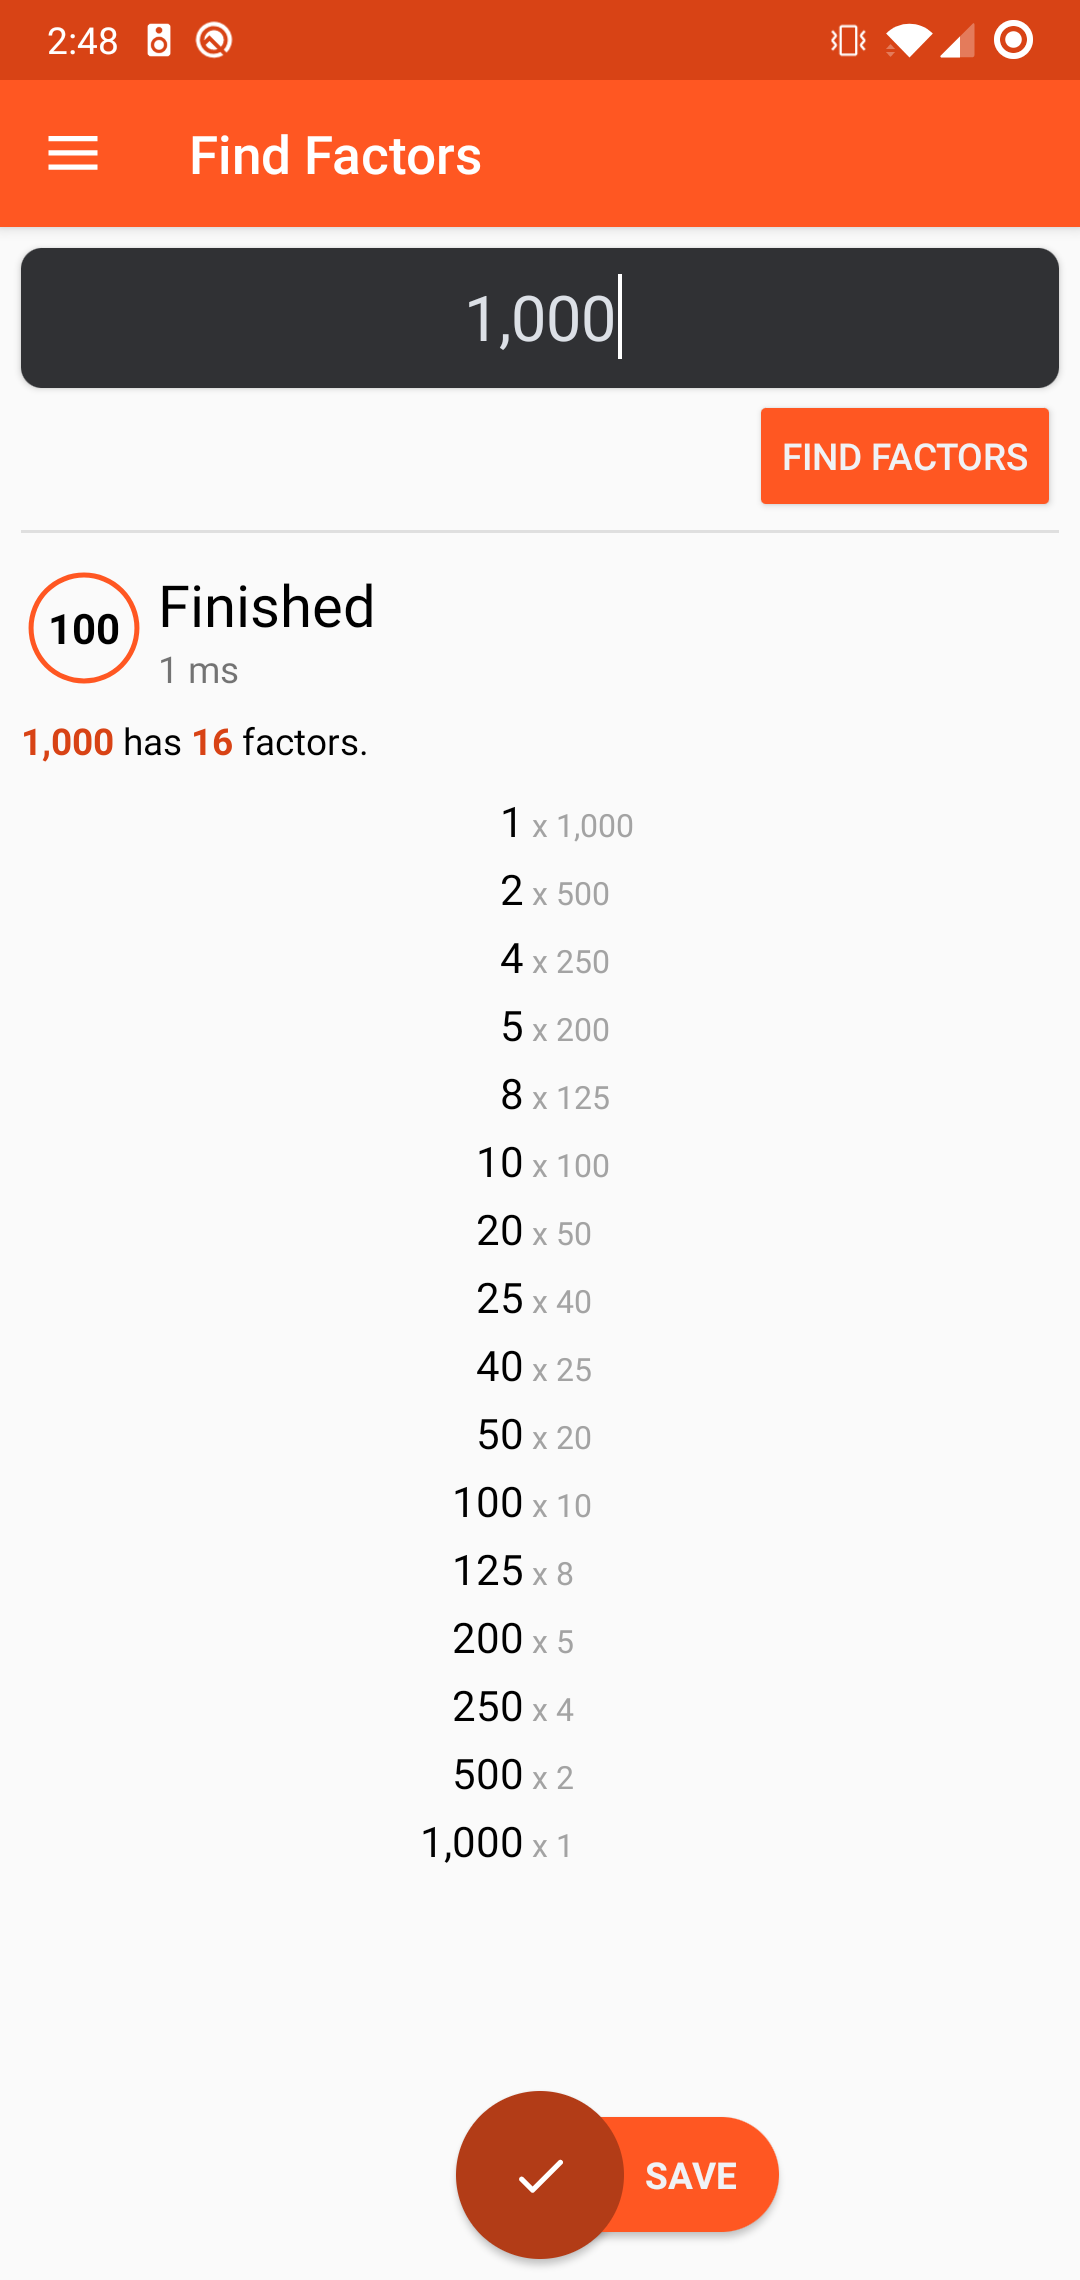 2:48
Find Factors
1,000
FIND FACTORS
100
Finished
1 ms
1,000 has 16 factors.
1 x 1,000
2 x 500
4 x 250
5 x 200
8 x 125
10 x 100
20 x 50
25 x 40
40 x 25
50 x 20
100 x 10
125 x 8
200 x 5
250 x 4
500 x 2
1,000 x 1
SAVE